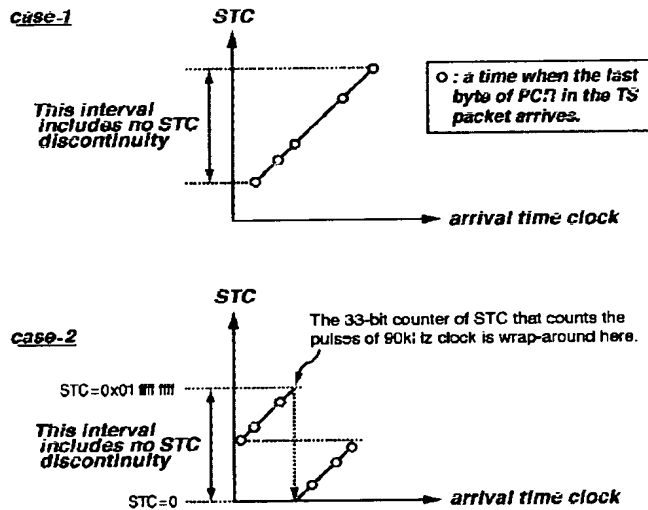 case-1
STC
This interval
includes no STC
discontinuity
o : a time when the last
byte of PCR in the TS
packet arrives.
arrival time clock
case-2
STC
The 33-bit counter of STC that counts the
pulses of 90kHz clock is wrap-around here.
STC=0x01 ffff ffff
This interval
includes no STC
discontinuity
STC=0
arrival time clock